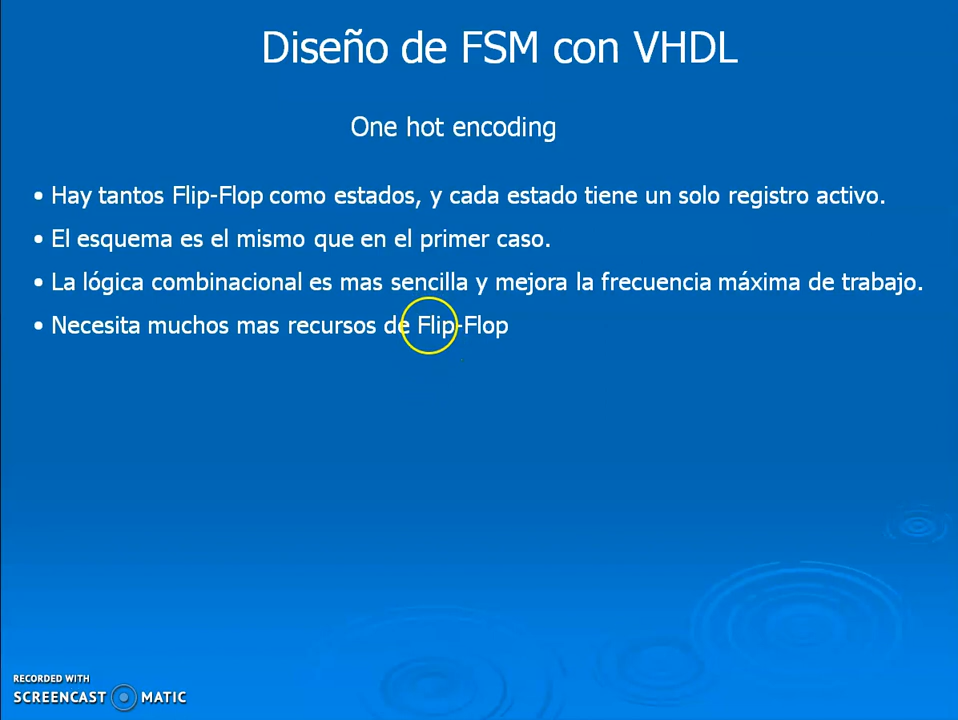 Diseño de FSM con VHDL
One hot encoding
• Hay tantos Flip-Flop como estados, y cada estado tiene un solo registro activo.
• El esquema es el mismo que en el primer caso.
• La lógica combinacional es mas sencilla y mejora la frecuencia máxima de trabajo.
• Necesita muchos mas recursos de Flip-Flop
RECORDED WITH
SCREENCAST MATIC